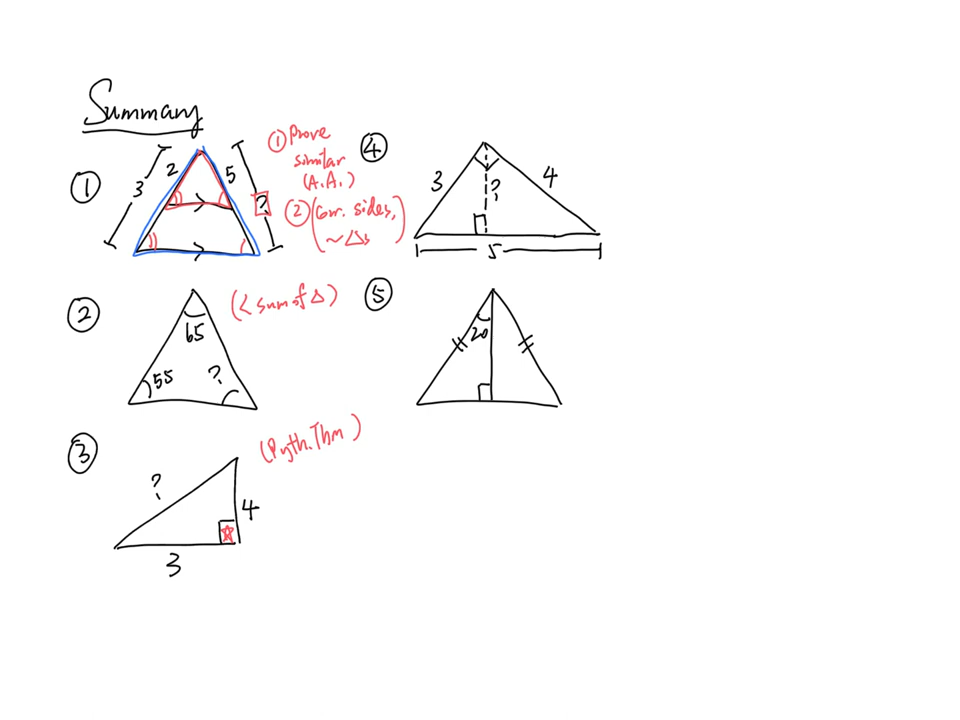 Summary
①
3
2
5
?
① Prove
similar
(A.A.)
② (Corr. sides,
~△s)
②
65
55
?
(< sum of △)
③
?
4
3
(Pyth. Thm)
④
3
4
?
5
⑤
20